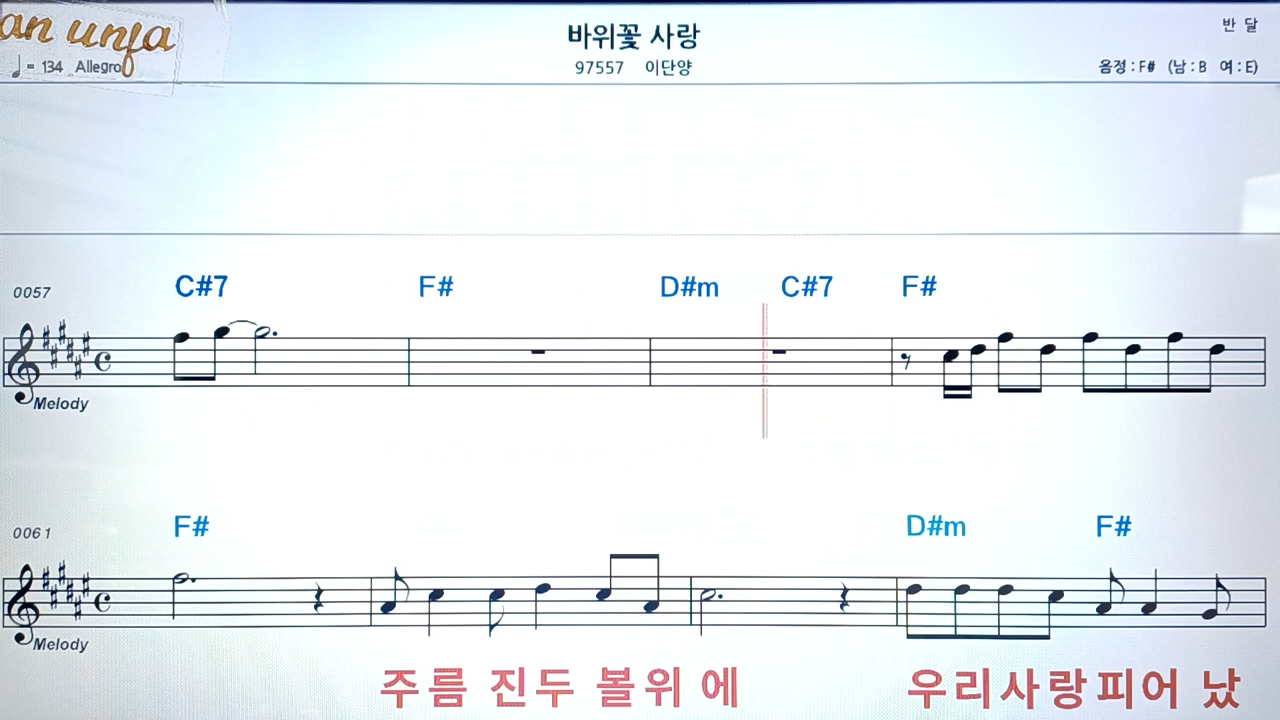 an unfa
바위꽃 사랑
반 달
♩ = 134 Allegro
97557 이단양
음정 : F# (남 : B 여 : E)
0057
C#7 F# D#m C#7 F#
Melody
0061
F# D#m F#
Melody
주름 진두 볼위 에 우리사랑피어 났